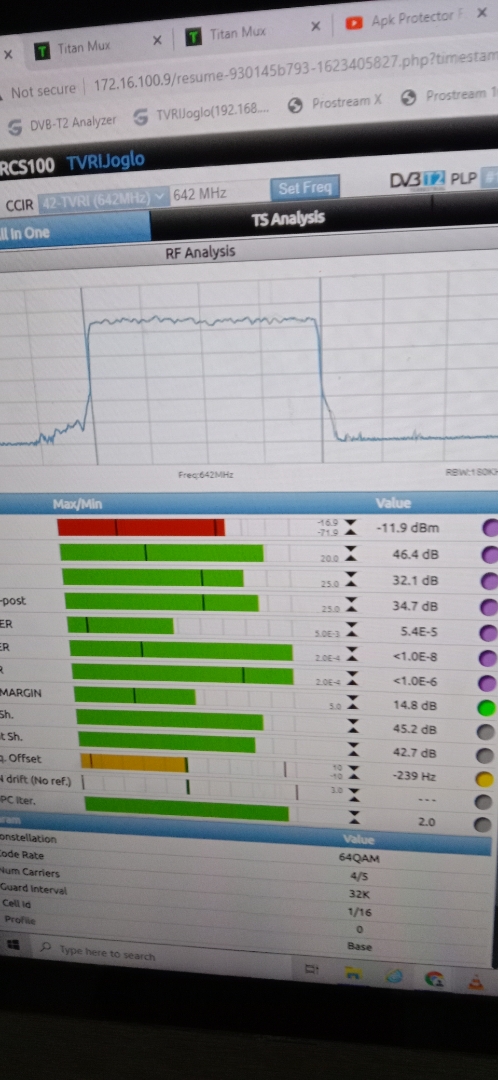 Titan Mux
Titan Mux
Apk Protector
Not secure | 172.16.100.9/resume-930145b793-1623405827.php?timestam
DVB-T2 Analyzer
TVRIJoglo(192.168....
Prostream X
Prostream 1
RCS100 TVRIJoglo
CCIR 42-TVRI (642MHz) 642 MHz Set Freq DVB T2 PLP
ll In One TS Analysis
RF Analysis
Freq:642MHz
RBW:180K
Max/Min Value
-16.9
-71.9
-11.9 dBm
20.0 46.4 dB
25.0 32.1 dB
-post 25.0 34.7 dB
ER 5.0E-3 5.4E-5
ER 2.0E-4 <1.0E-8
R 2.0E-4 <1.0E-6
MARGIN 5.0 14.8 dB
Sh. 45.2 dB
t Sh. 42.7 dB
q. Offset 10
-10 -239 Hz
drift (No ref.) 3.0 ---
PC Iter. 2.0
ram Value
onstellation 64QAM
ode Rate 4/5
Num Carriers 32K
Guard Interval 1/16
Cell Id 0
Profile Base
Type here to search